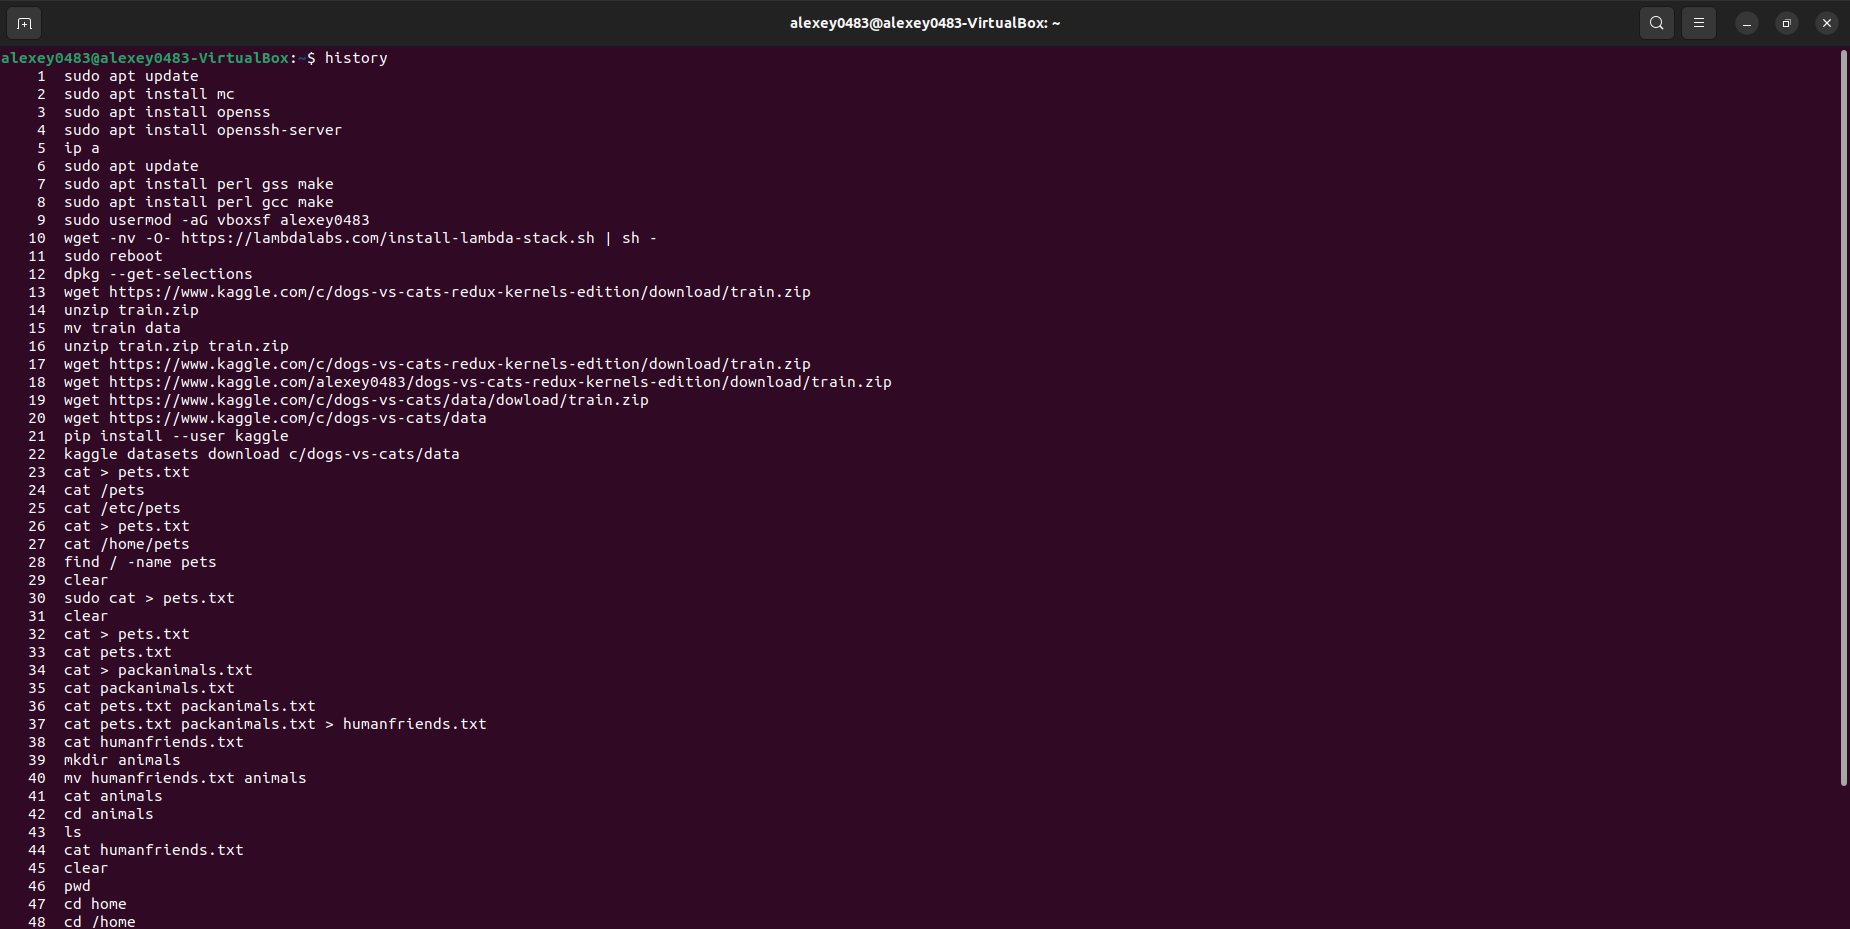 alexey0483@alexey0483-VirtualBox: ~
alexey0483@alexey0483-VirtualBox:~$ history
1 sudo apt update
2 sudo apt install mc
3 sudo apt install openss
4 sudo apt install openssh-server
5 ip a
6 sudo apt update
7 sudo apt install perl gss make
8 sudo apt install perl gcc make
9 sudo usermod -aG vboxsf alexey0483
10 wget -nv -O- https://lambdalabs.com/install-lambda-stack.sh | sh -
11 sudo reboot
12 dpkg --get-selections
13 wget https://www.kaggle.com/c/dogs-vs-cats-redux-kernels-edition/download/train.zip
14 unzip train.zip
15 mv train data
16 unzip train.zip train.zip
17 wget https://www.kaggle.com/c/dogs-vs-cats-redux-kernels-edition/download/train.zip
18 wget https://www.kaggle.com/alexey0483/dogs-vs-cats-redux-kernels-edition/download/train.zip
19 wget https://www.kaggle.com/c/dogs-vs-cats/data/dowload/train.zip
20 wget https://www.kaggle.com/c/dogs-vs-cats/data
21 pip install --user kaggle
22 kaggle datasets download c/dogs-vs-cats/data
23 cat > pets.txt
24 cat /pets
25 cat /etc/pets
26 cat > pets.txt
27 cat /home/pets
28 find / -name pets
29 clear
30 sudo cat > pets.txt
31 clear
32 cat > pets.txt
33 cat pets.txt
34 cat > packanimals.txt
35 cat packanimals.txt
36 cat pets.txt packanimals.txt
37 cat pets.txt packanimals.txt > humanfriends.txt
38 cat humanfriends.txt
39 mkdir animals
40 mv humanfriends.txt animals
41 cat animals
42 cd animals
43 ls
44 cat humanfriends.txt
45 clear
46 pwd
47 cd home
48 cd /home